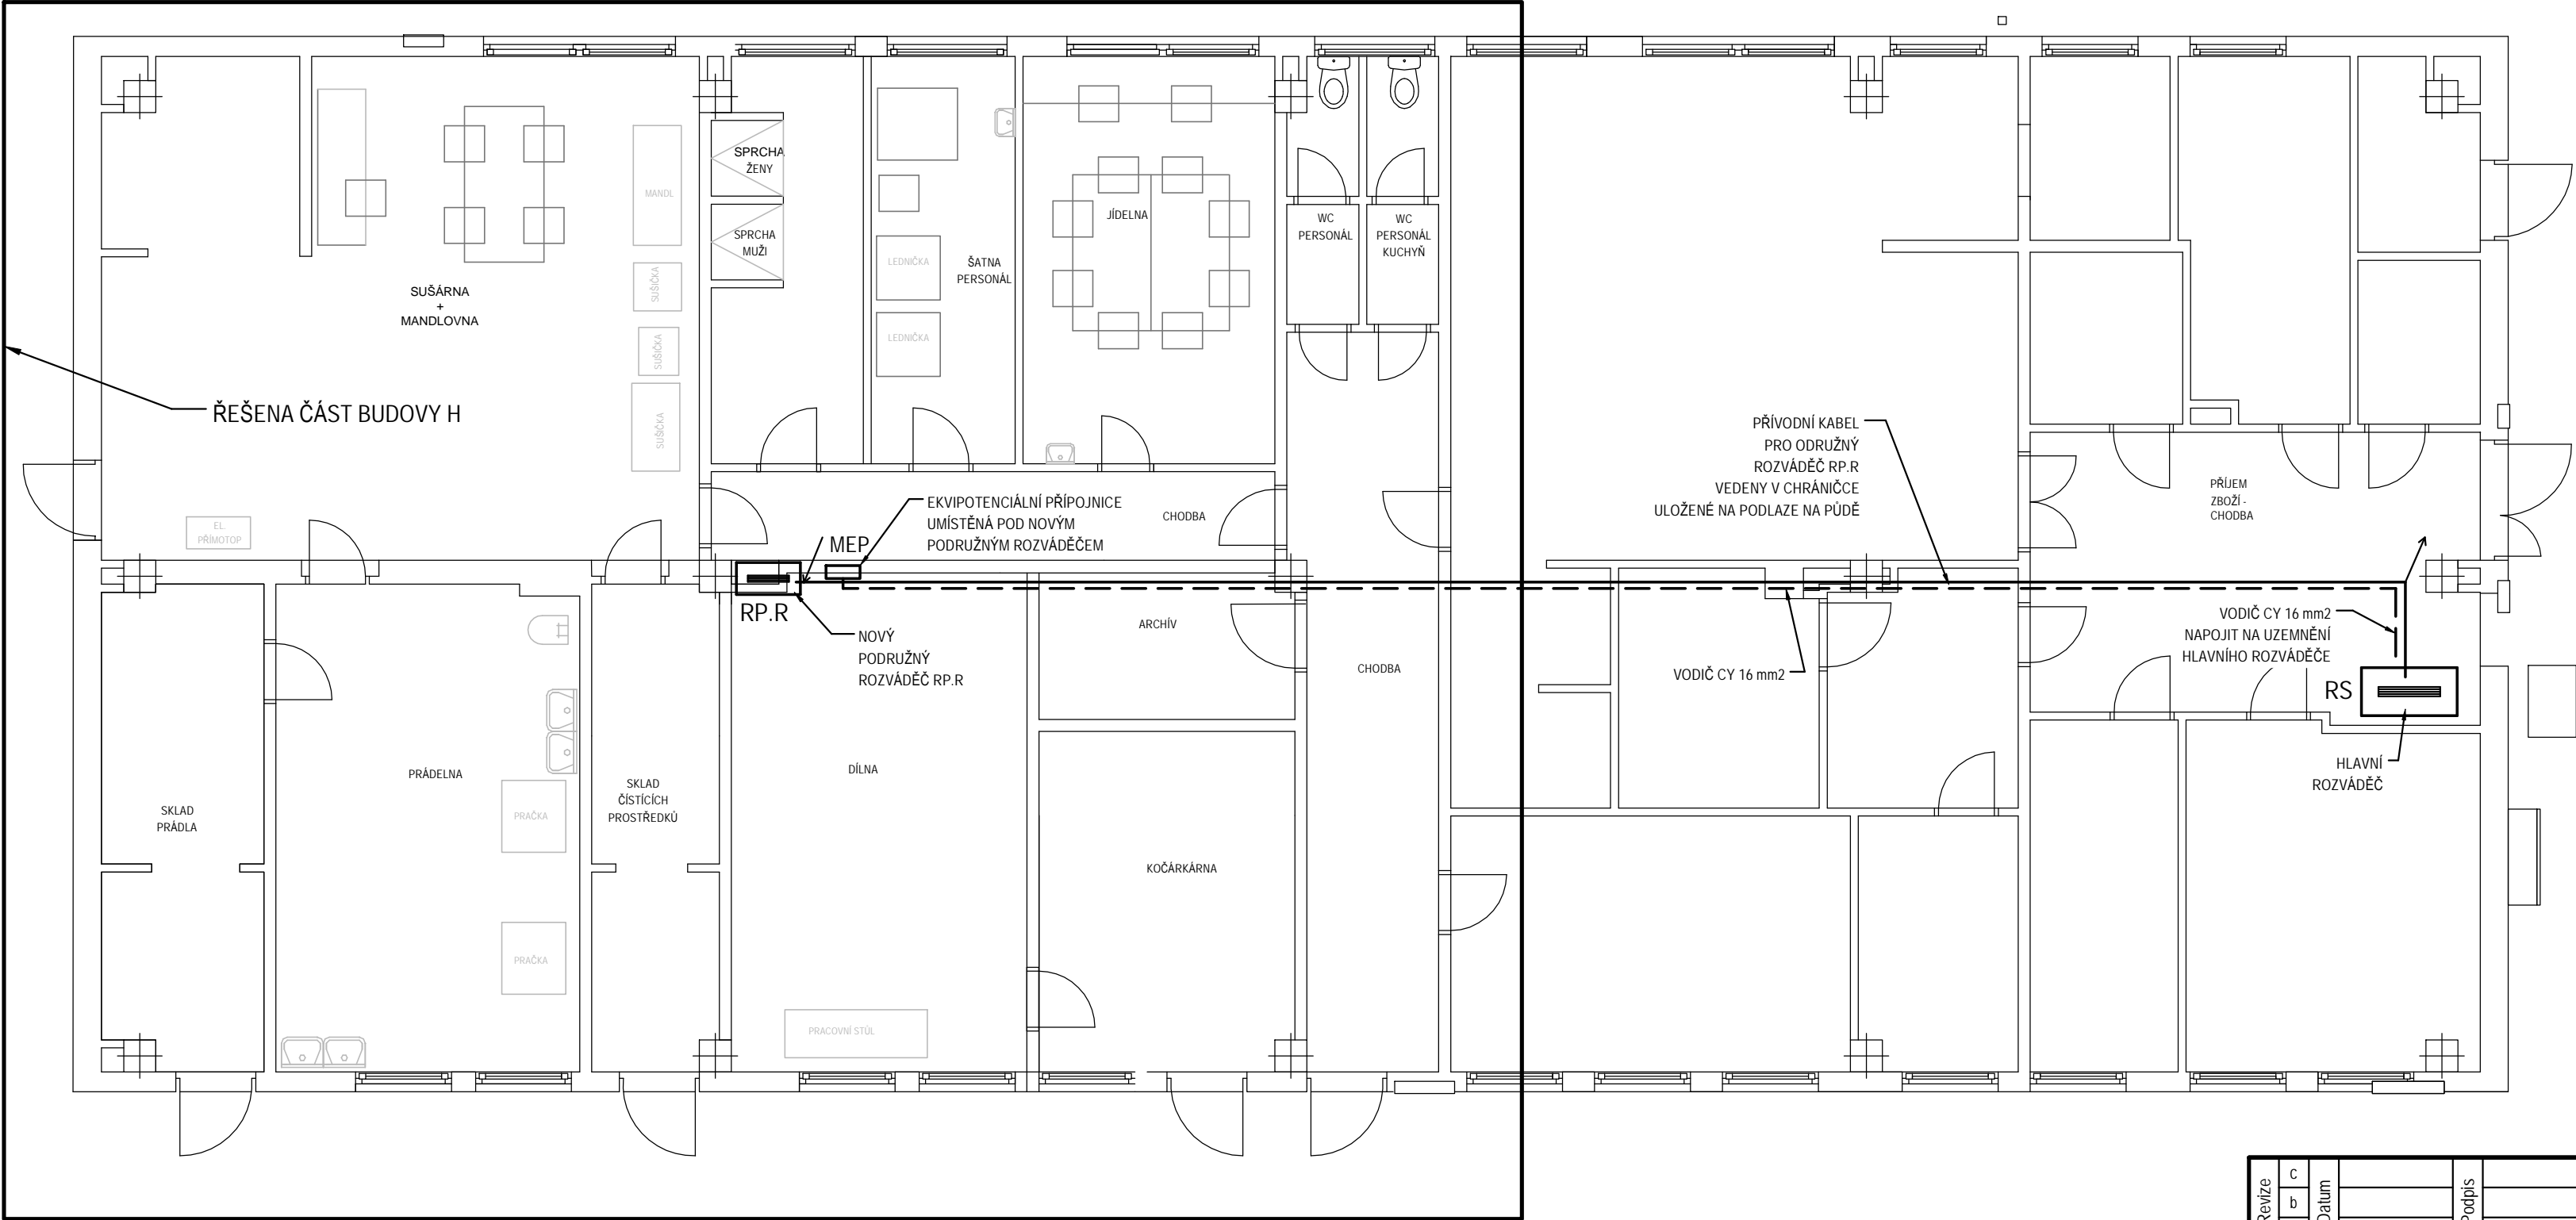 SPRCHA
ŽENY
SPRCHA
MUŽI
MANDL
SUŠIČKA
SUŠIČKA
SUŠIČKA
LEDNIČKA
LEDNIČKA
ŠATNA
PERSONÁL
JÍDELNA
WC
PERSONÁL
WC
PERSONÁL
KUCHYŇ
SUŠÁRNA
+
MANDLOVNA
ŘEŠENA ČÁST BUDOVY H
EL.
PŘÍMOTOP
EKVIPOTENCIÁLNÍ PŘÍPOJNICE
UMÍSTĚNÁ POD NOVÝM
PODRUŽNÝM ROZVÁDĚČEM
MEP
CHODBA
PŘÍVODNÍ KABEL
PRO ODRUŽNÝ
ROZVÁDĚČ RP.R
VEDENY V CHRÁNIČCE
ULOŽENÉ NA PODLAZE NA PŮDĚ
PŘÍJEM
ZBOŽÍ -
CHODBA
RP.R
NOVÝ
PODRUŽNÝ
ROZVÁDĚČ RP.R
ARCHÍV
CHODBA
VODIČ CY 16 mm2
VODIČ CY 16 mm2
NAPOJIT NA UZEMNĚNÍ
HLAVNÍHO ROZVÁDĚČE
RS
HLAVNÍ
ROZVÁDĚČ
SKLAD
PRÁDLA
PRÁDELNA
PRAČKA
PRAČKA
SKLAD
ČÍSTÍCÍCH
PROSTŘEDKŮ
DÍLNA
PRACOVNÍ STŮL
KOČÁRKÁRNA
Revize
c
b
Datum
Podpis